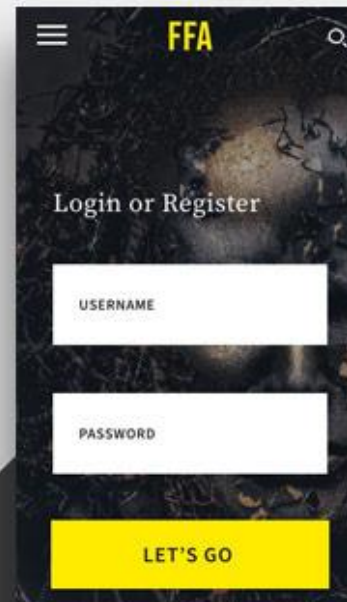 FFA
Login or Register
USERNAME
PASSWORD
LET'S GO